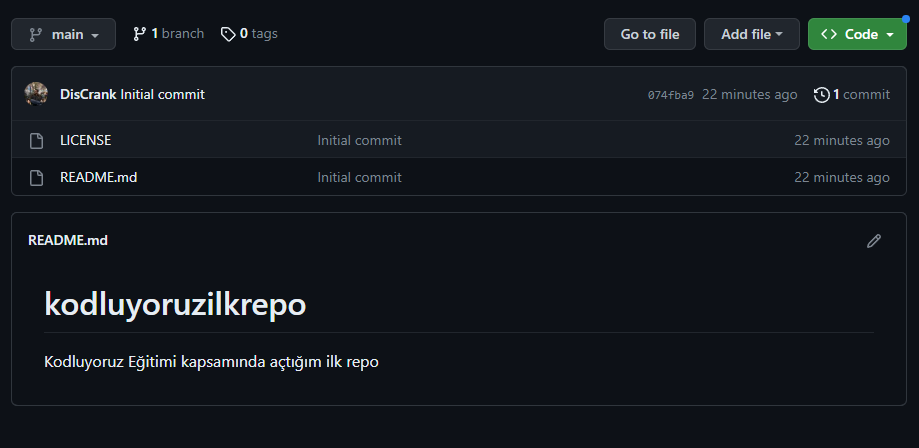 main 1 branch 0 tags Go to file Add file Code
DisCrank Initial commit 074fba9 22 minutes ago 1 commit
LICENSE Initial commit 22 minutes ago
README.md Initial commit 22 minutes ago
README.md
kodluyoruzilkrepo
Kodluyoruz Eğitimi kapsamında açtığım ilk repo